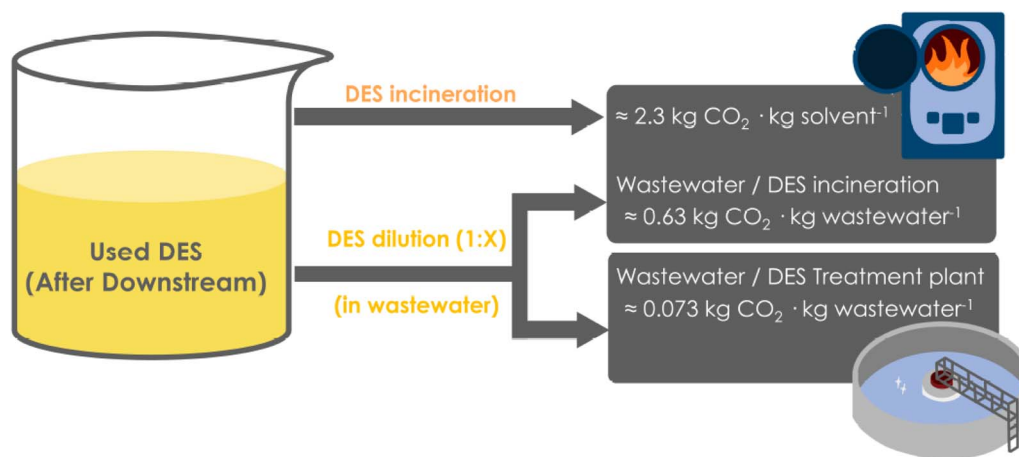 DES incineration
≈ 2.3 kg CO₂ · kg solvent⁻¹
Wastewater / DES incineration
≈ 0.63 kg CO₂ · kg wastewater⁻¹
Used DES
(After Downstream)
DES dilution (1:X)
(in wastewater)
Wastewater / DES Treatment plant
≈ 0.073 kg CO₂ · kg wastewater⁻¹